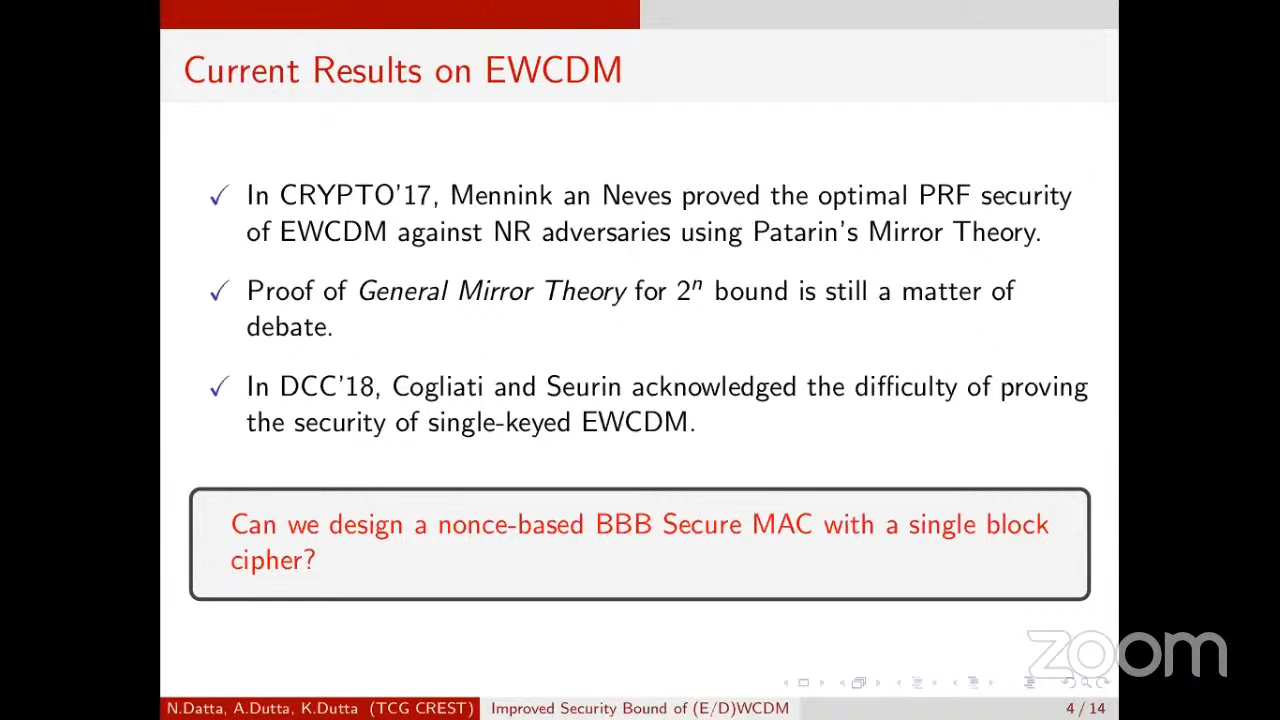 Current Results on EWCDM
✓ In CRYPTO'17, Mennink an Neves proved the optimal PRF security
of EWCDM against NR adversaries using Patarin's Mirror Theory.
✓ Proof of General Mirror Theory for 2ⁿ bound is still a matter of
debate.
✓ In DCC'18, Cogliati and Seurin acknowledged the difficulty of proving
the security of single-keyed EWCDM.
Can we design a nonce-based BBB Secure MAC with a single block
cipher?
zoom
N.Datta, A.Dutta, K.Dutta (TCG CREST) Improved Security Bound of (E/D)WCDM 4 / 14